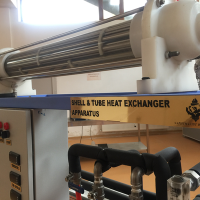 SHELL & TUBE HEAT EXCHANGER
APPARATUS